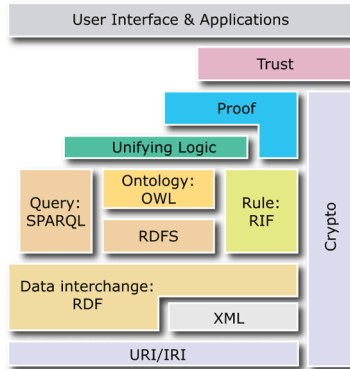 User Interface & Applications
Trust
Proof
Unifying Logic
Query:
SPARQL
Ontology:
OWL
RDFS
Rule:
RIF
Crypto
Data interchange:
RDF
XML
URI/IRI